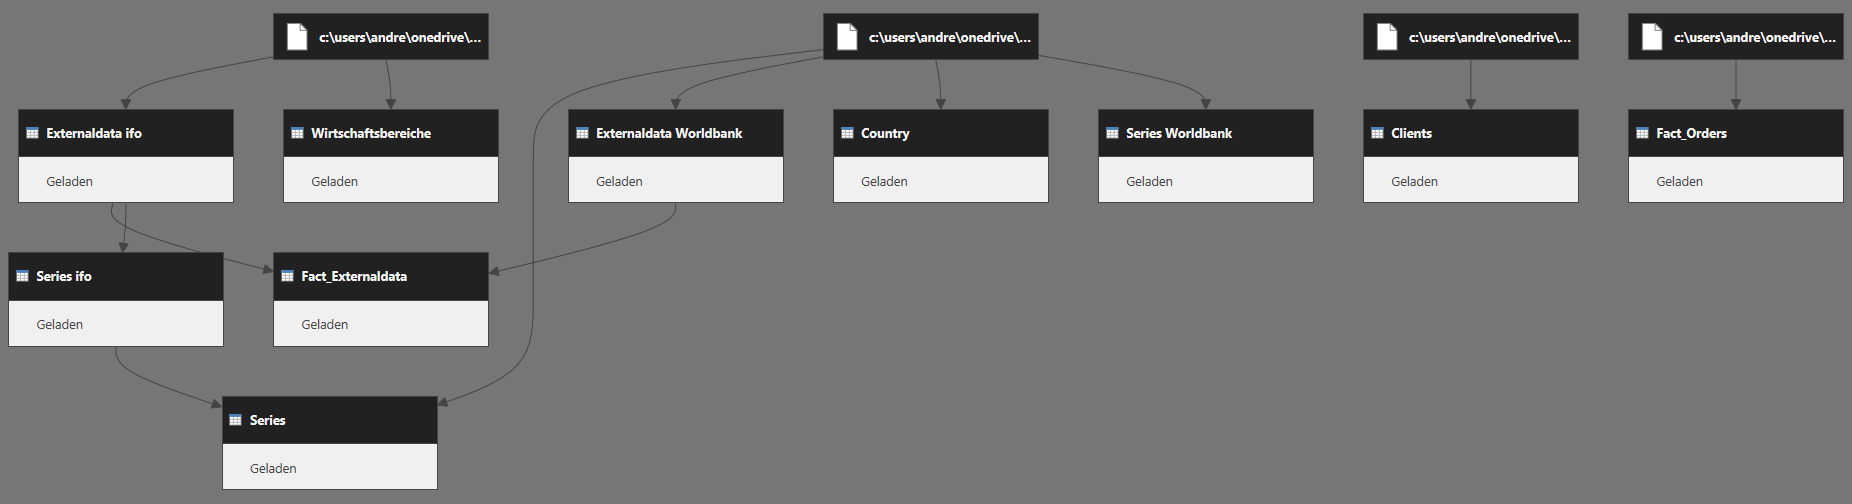 c:\users\andre\onedrive\...
c:\users\andre\onedrive\...
c:\users\andre\onedrive\...
c:\users\andre\onedrive\...
Externaldata ifo
Geladen
Wirtschaftsbereiche
Geladen
Externaldata Worldbank
Geladen
Country
Geladen
Series Worldbank
Geladen
Clients
Geladen
Fact_Orders
Geladen
Series ifo
Geladen
Fact_Externaldata
Geladen
Series
Geladen